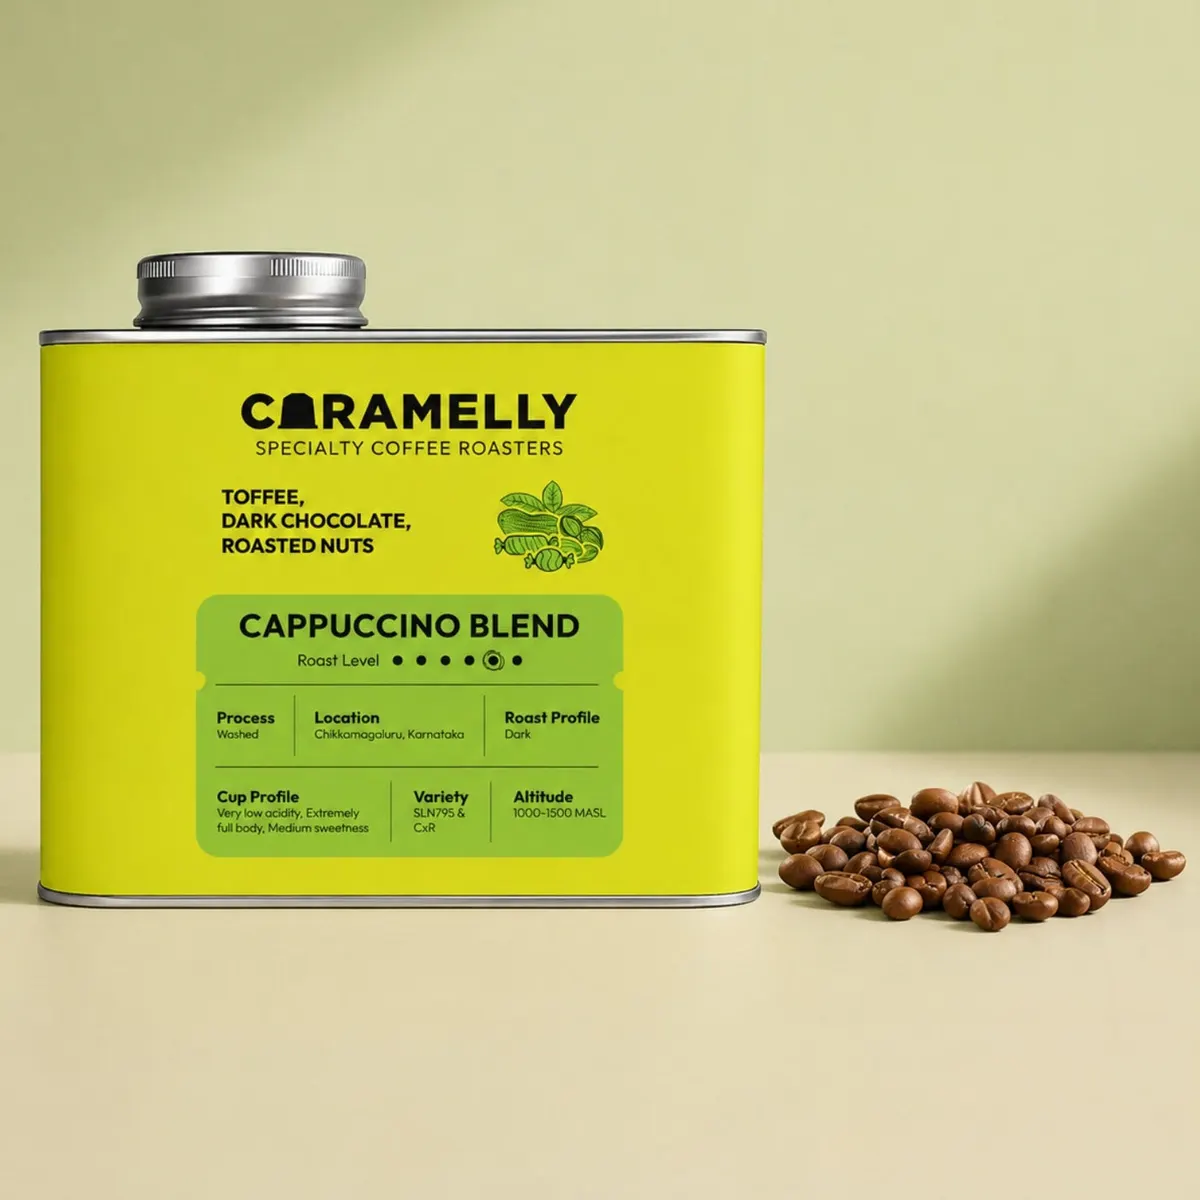 CARAMELLY
SPECIALTY COFFEE ROASTERS
TOFFEE,
DARK CHOCOLATE,
ROASTED NUTS
CAPPUCCINO BLEND
Roast Level
Process
Washed
Location
Chikkamagaluru, Karnataka
Roast Profile
Dark
Cup Profile
Very low acidity, Extremely
full body, Medium sweetness
Variety
SLN795 &
CxR
Altitude
1000-1500 MASL